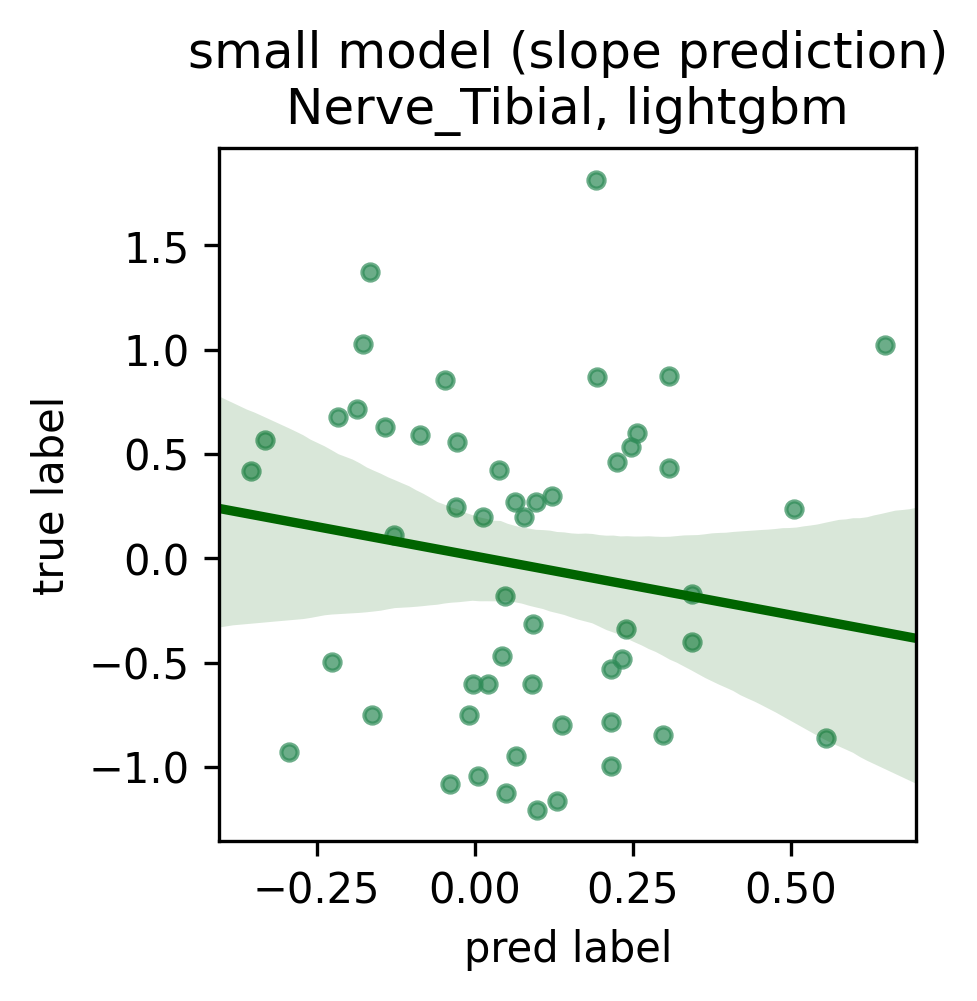 small model (slope prediction)
Nerve_Tibial, lightgbm
1.5
1.0
0.5
0.0
−0.5
−1.0
true label
−0.25
0.00
0.25
0.50
pred label